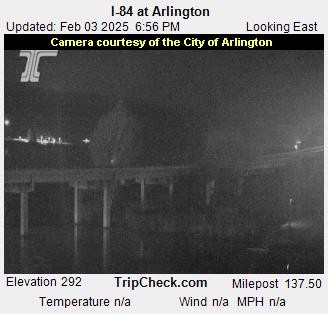 I-84 at Arlington
Updated: Feb 03 2025 6:56 PM Looking East
Camera courtesy of the City of Arlington
Elevation 292 TripCheck.com Milepost 137.50
Temperature n/a Wind n/a MPH n/a